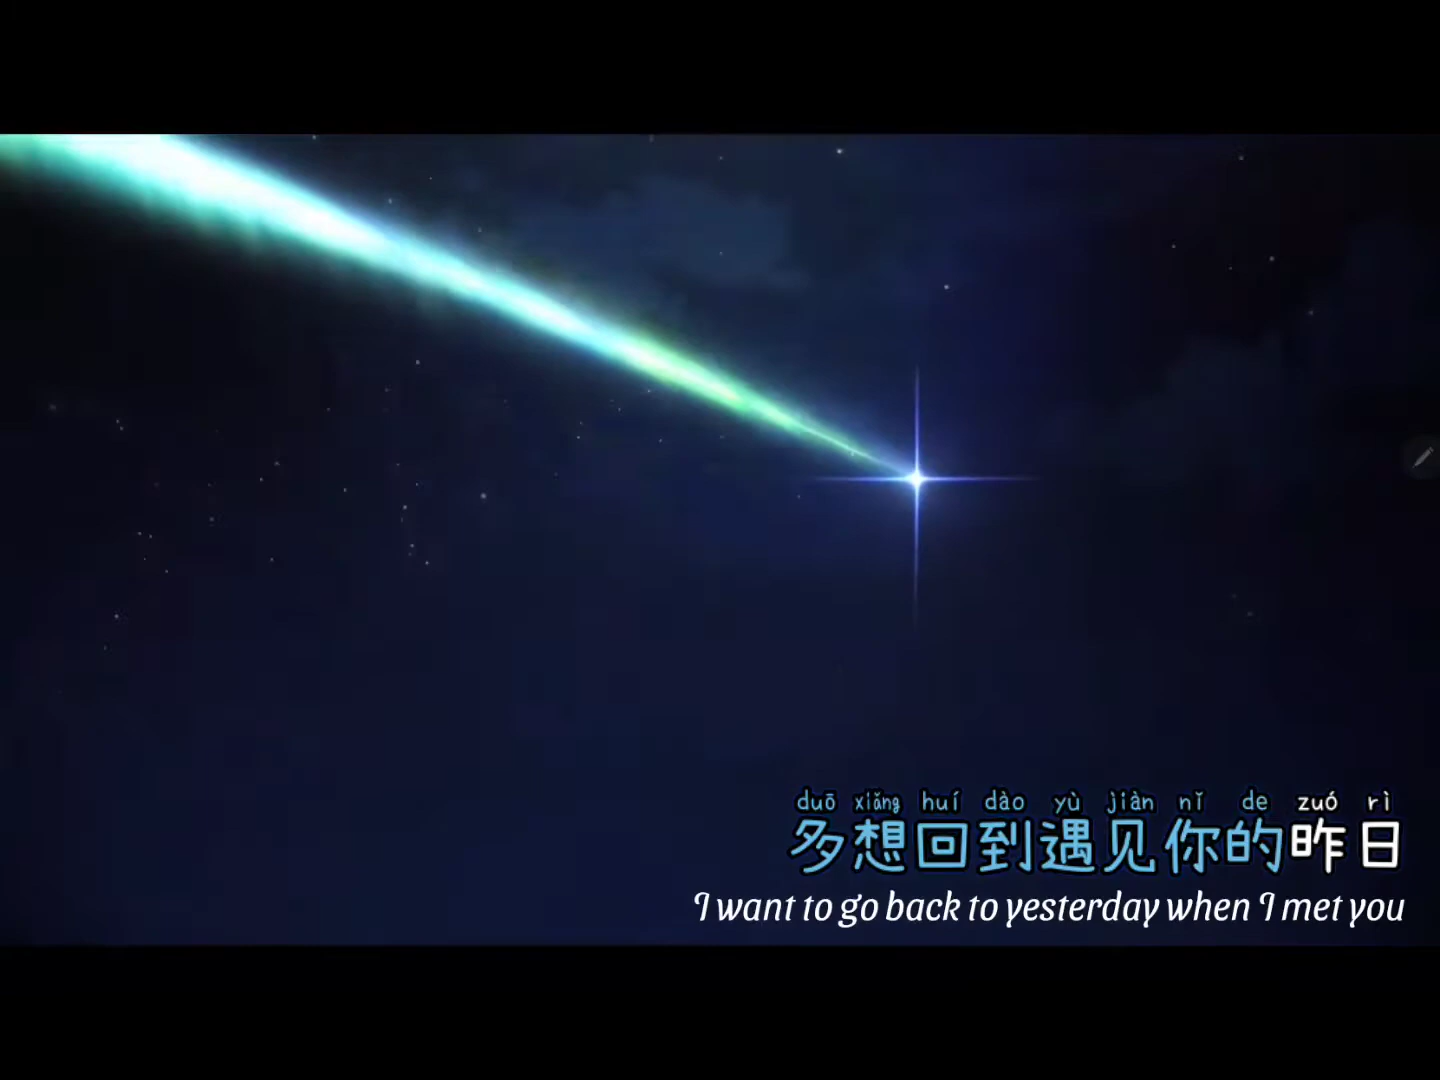 duō xiǎng huí dào yù jiàn nǐ de zuó rì
多想回到遇见你的昨日
I want to go back to yesterday when I met you